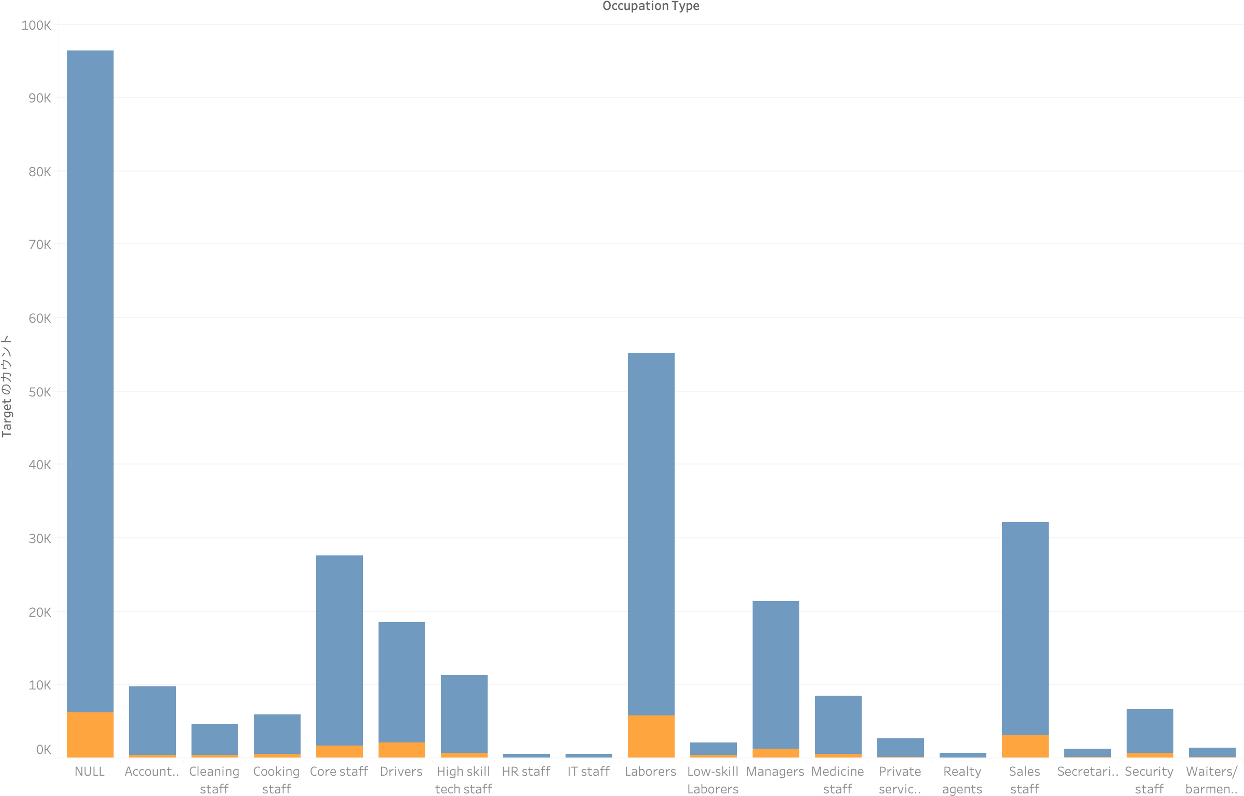 Occupation Type
100K
90K
80K
70K
60K
50K
40K
30K
20K
10K
0K
Target のカウント
NULL
Account..
Cleaning
staff
Cooking
staff
Core staff
Drivers
High skill
tech staff
HR staff
IT staff
Laborers
Low-skill
Laborers
Managers
Medicine
staff
Private
servic..
Realty
agents
Sales
staff
Secretari..
Security
staff
Waiters/
barmen..